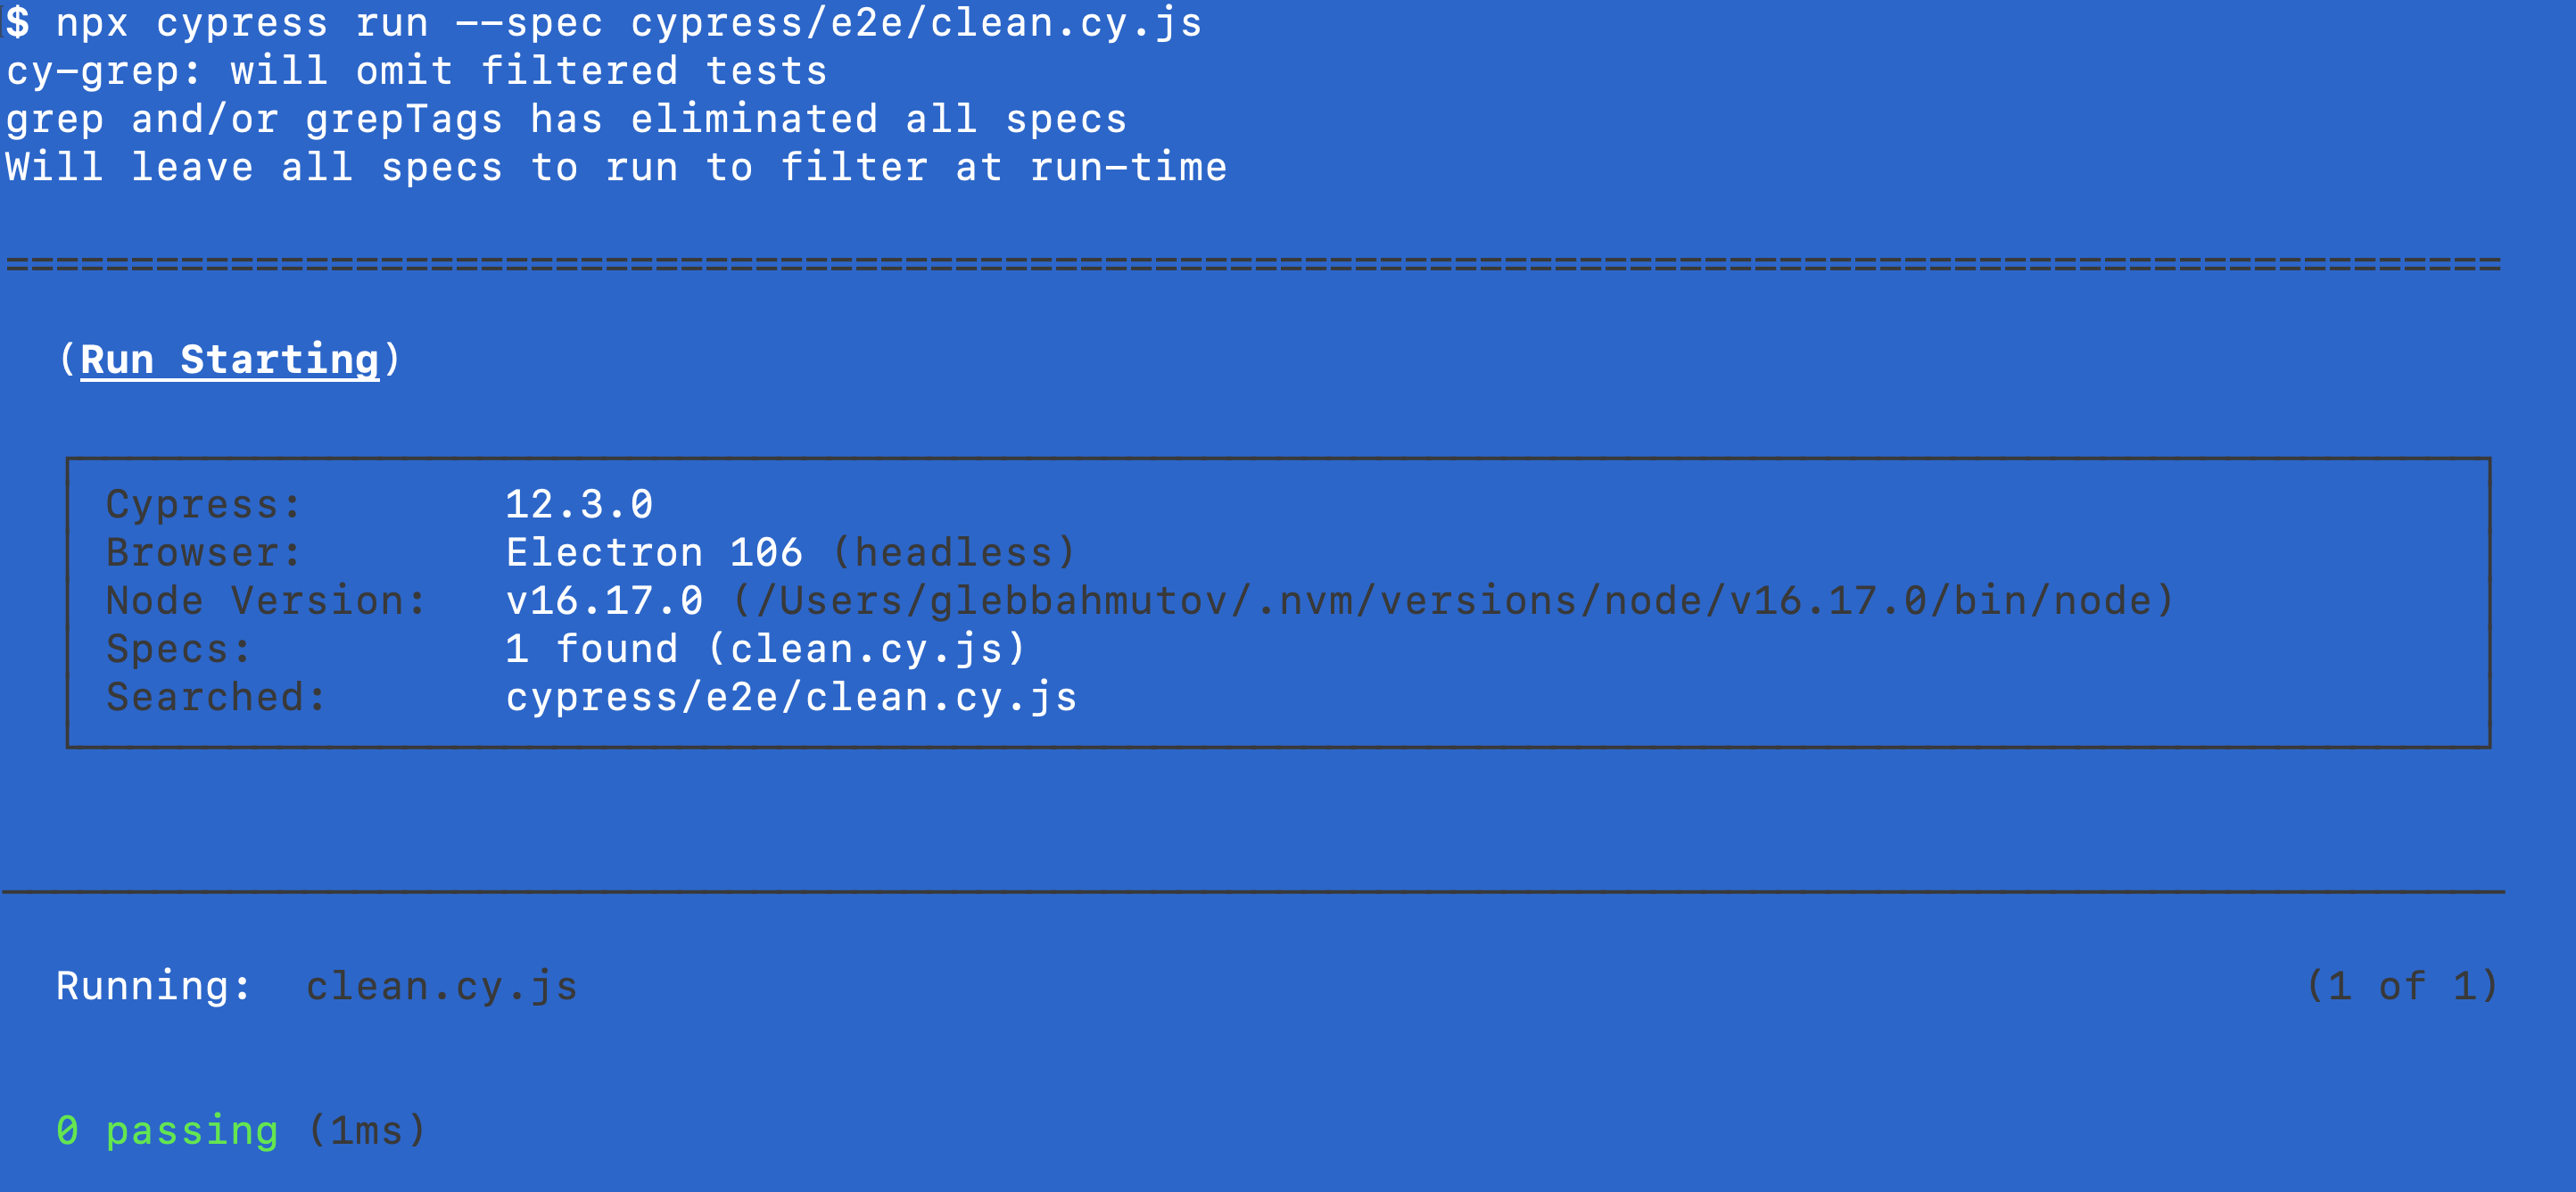 $ npx cypress run --spec cypress/e2e/clean.cy.js
cy-grep: will omit filtered tests
grep and/or grepTags has eliminated all specs
Will leave all specs to run to filter at run-time
====================================================================================================
(Run Starting)
Cypress: 12.3.0
Browser: Electron 106 (headless)
Node Version: v16.17.0 (/Users/glebbahmutov/.nvm/versions/node/v16.17.0/bin/node)
Specs: 1 found (clean.cy.js)
Searched: cypress/e2e/clean.cy.js
Running: clean.cy.js (1 of 1)
0 passing (1ms)